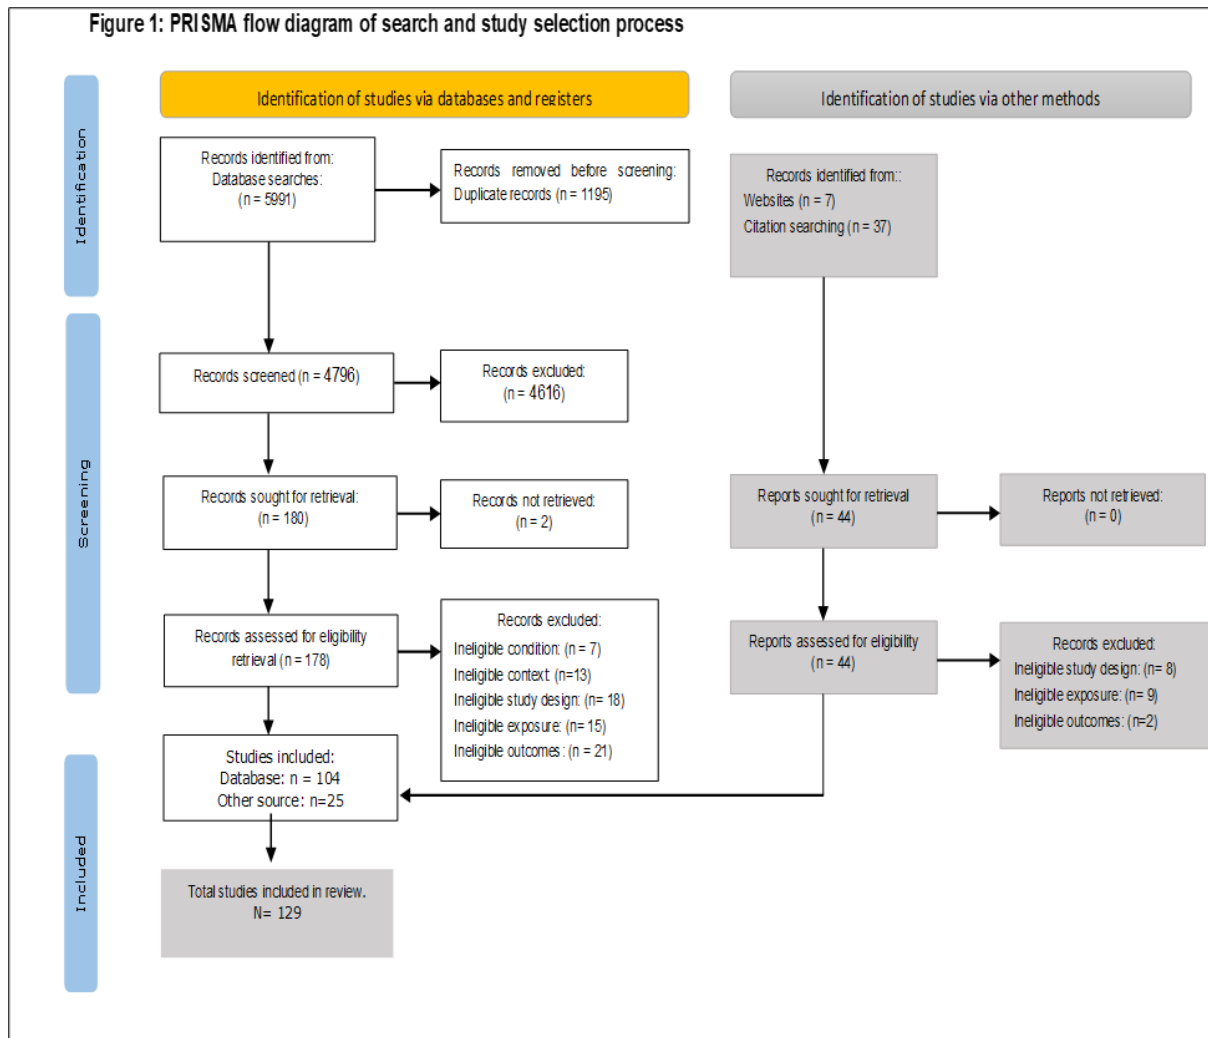 Figure 1: PRISMA flow diagram of search and study selection process
Identification of studies via databases and registers
Identification of studies via other methods
Identification
Records identified from:
Database searches:
(n = 5991)
Records removed before screening:
Duplicate records (n = 1195)
Records identified from::
Websites (n = 7)
Citation searching (n = 37)
Screening
Records screened (n = 4796)
Records excluded:
(n = 4616)
Records sought for retrieval:
(n = 180)
Records not retrieved:
(n = 2)
Reports sought for retrieval
(n = 44)
Reports not retrieved:
(n = 0)
Records assessed for eligibility
retrieval (n = 178)
Records excluded:
Ineligible condition: (n = 7)
Ineligible context: (n=13)
Ineligible study design: (n = 18)
Ineligible exposure: (n= 15)
Ineligible outcomes: (n = 21)
Reports assessed for eligibility
(n = 44)
Records excluded:
Ineligible study design: (n= 8)
Ineligible exposure: (n= 9)
Ineligible outcomes: (n=2)
Included
Studies included:
Database: n = 104
Other source: n=25
Total studies included in review.
N= 129